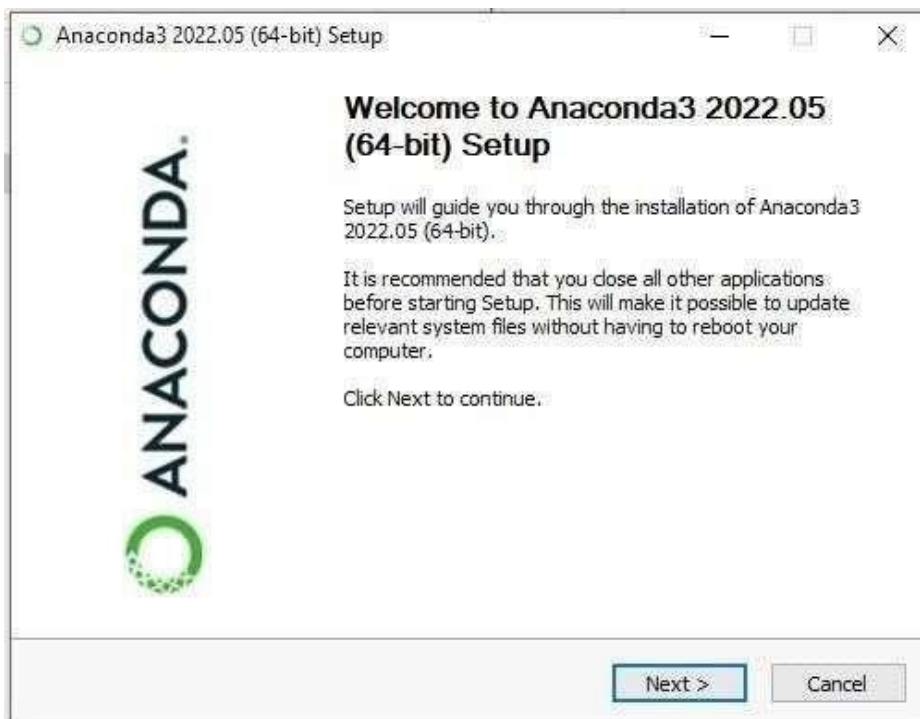 Anaconda3 2022.05 (64-bit) Setup
ANACONDA.
Welcome to Anaconda3 2022.05
(64-bit) Setup
Setup will guide you through the installation of Anaconda3
2022.05 (64-bit).
It is recommended that you close all other applications
before starting Setup. This will make it possible to update
relevant system files without having to reboot your
computer.
Click Next to continue.
Next >
Cancel